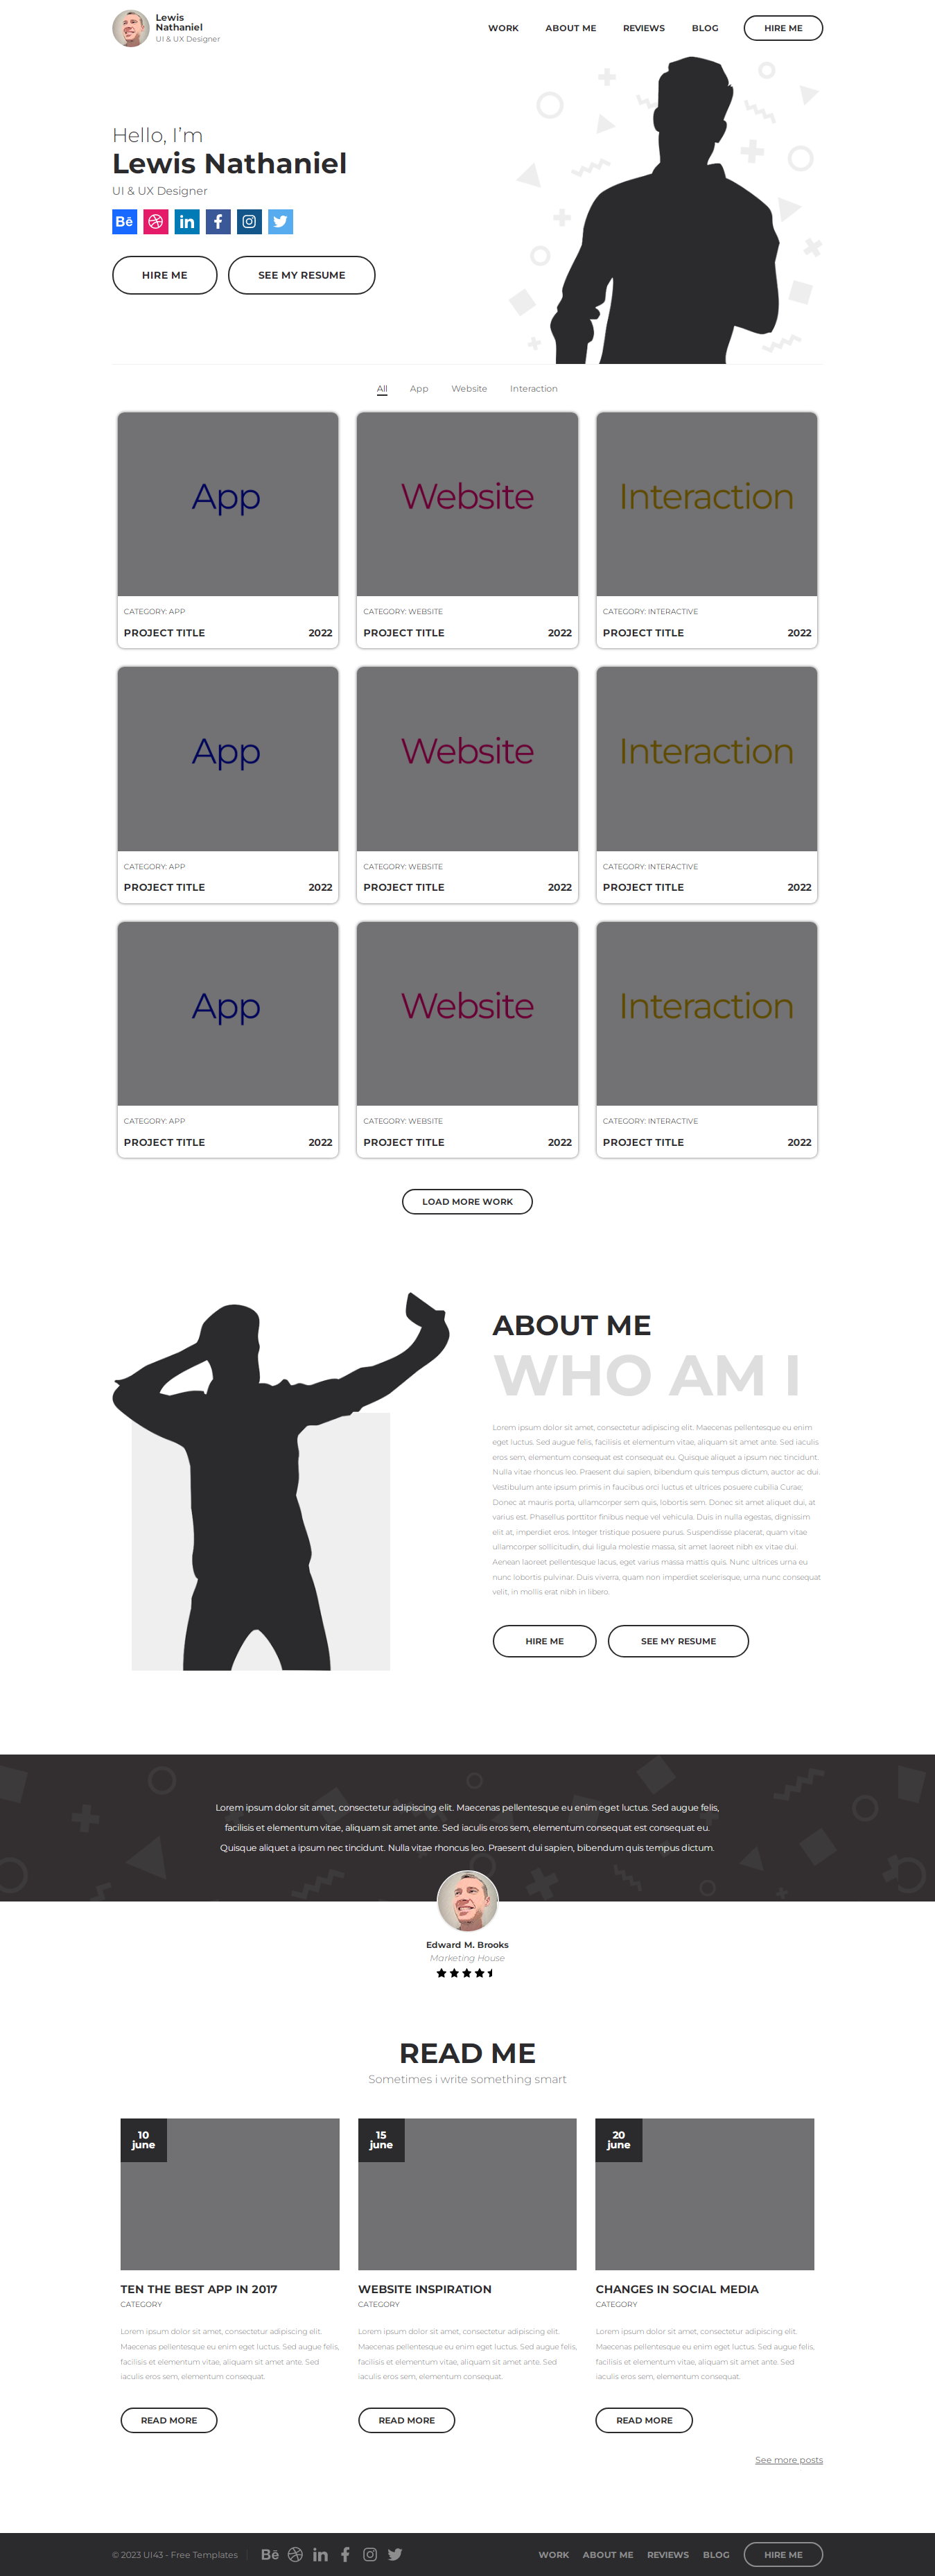 Lewis
Nathaniel
UI & UX Designer
WORK ABOUT ME REVIEWS BLOG HIRE ME
Hello, I'm
Lewis Nathaniel
UI & UX Designer
Bē in f
HIRE ME SEE MY RESUME
All App Website Interaction
App Website Interaction
CATEGORY: APP CATEGORY: WEBSITE CATEGORY: INTERACTIVE
PROJECT TITLE 2022 PROJECT TITLE 2022 PROJECT TITLE 2022
App Website Interaction
CATEGORY: APP CATEGORY: WEBSITE CATEGORY: INTERACTIVE
PROJECT TITLE 2022 PROJECT TITLE 2022 PROJECT TITLE 2022
App Website Interaction
CATEGORY: APP CATEGORY: WEBSITE CATEGORY: INTERACTIVE
PROJECT TITLE 2022 PROJECT TITLE 2022 PROJECT TITLE 2022
LOAD MORE WORK
ABOUT ME
WHO AM I
Lorem ipsum dolor sit amet, consectetur adipiscing elit. Maecenas pellentesque eu enim
eget luctus. Sed augue felis, facilisis et elementum vitae, aliquam sit amet ante. Sed iaculis
eros sem, elementum consequat est consequat eu. Quisque aliquet a ipsum nec tincidunt.
Nulla vitae rhoncus leo. Praesent dui sapien, bibendum quis tempus dictum, auctor ac dui.
Vestibulum ante ipsum primis in faucibus orci luctus et ultrices posuere cubilia Curae;
Donec at mauris porta, ullamcorper sem quis, lobortis sem. Donec sit amet aliquet dui, at
varius est. Phasellus porttitor finibus neque vel vehicula. Duis in nulla egestas, dignissim
elit at, imperdiet eros. Integer tristique posuere purus. Suspendisse placerat, quam vitae
ullamcorper sollicitudin, dui ligula molestie massa, sit amet laoreet nibh ex vitae dui.
Aenean laoreet pellentesque lacus, eget varius massa mattis quis. Nunc ultrices urna eu
nunc lobortis pulvinar. Duis viverra, quam non imperdiet scelerisque, urna nunc consequat
velit, in mollis erat nibh in libero.
HIRE ME SEE MY RESUME
Lorem ipsum dolor sit amet, consectetur adipiscing elit. Maecenas pellentesque eu enim eget luctus. Sed augue felis,
facilisis et elementum vitae, aliquam sit amet ante. Sed iaculis eros sem, elementum consequat est consequat eu.
Quisque aliquet a ipsum nec tincidunt. Nulla vitae rhoncus leo. Praesent dui sapien, bibendum quis tempus dictum.
Edward M. Brooks
Marketing House
READ ME
Sometimes i write something smart
10 15 20
june june june
TEN THE BEST APP IN 2017 WEBSITE INSPIRATION CHANGES IN SOCIAL MEDIA
CATEGORY CATEGORY CATEGORY
Lorem ipsum dolor sit amet, consectetur adipiscing elit. Lorem ipsum dolor sit amet, consectetur adipiscing elit. Lorem ipsum dolor sit amet, consectetur adipiscing elit.
Maecenas pellentesque eu enim eget luctus. Sed augue felis, Maecenas pellentesque eu enim eget luctus. Sed augue felis, Maecenas pellentesque eu enim eget luctus. Sed augue felis,
facilisis et elementum vitae, aliquam sit amet ante. Sed facilisis et elementum vitae, aliquam sit amet ante. Sed facilisis et elementum vitae, aliquam sit amet ante. Sed
iaculis eros sem, elementum consequat. iaculis eros sem, elementum consequat. iaculis eros sem, elementum consequat.
READ MORE READ MORE READ MORE
See more posts
© 2023 UI43 - Free Templates Bē in f WORK ABOUT ME REVIEWS BLOG HIRE ME